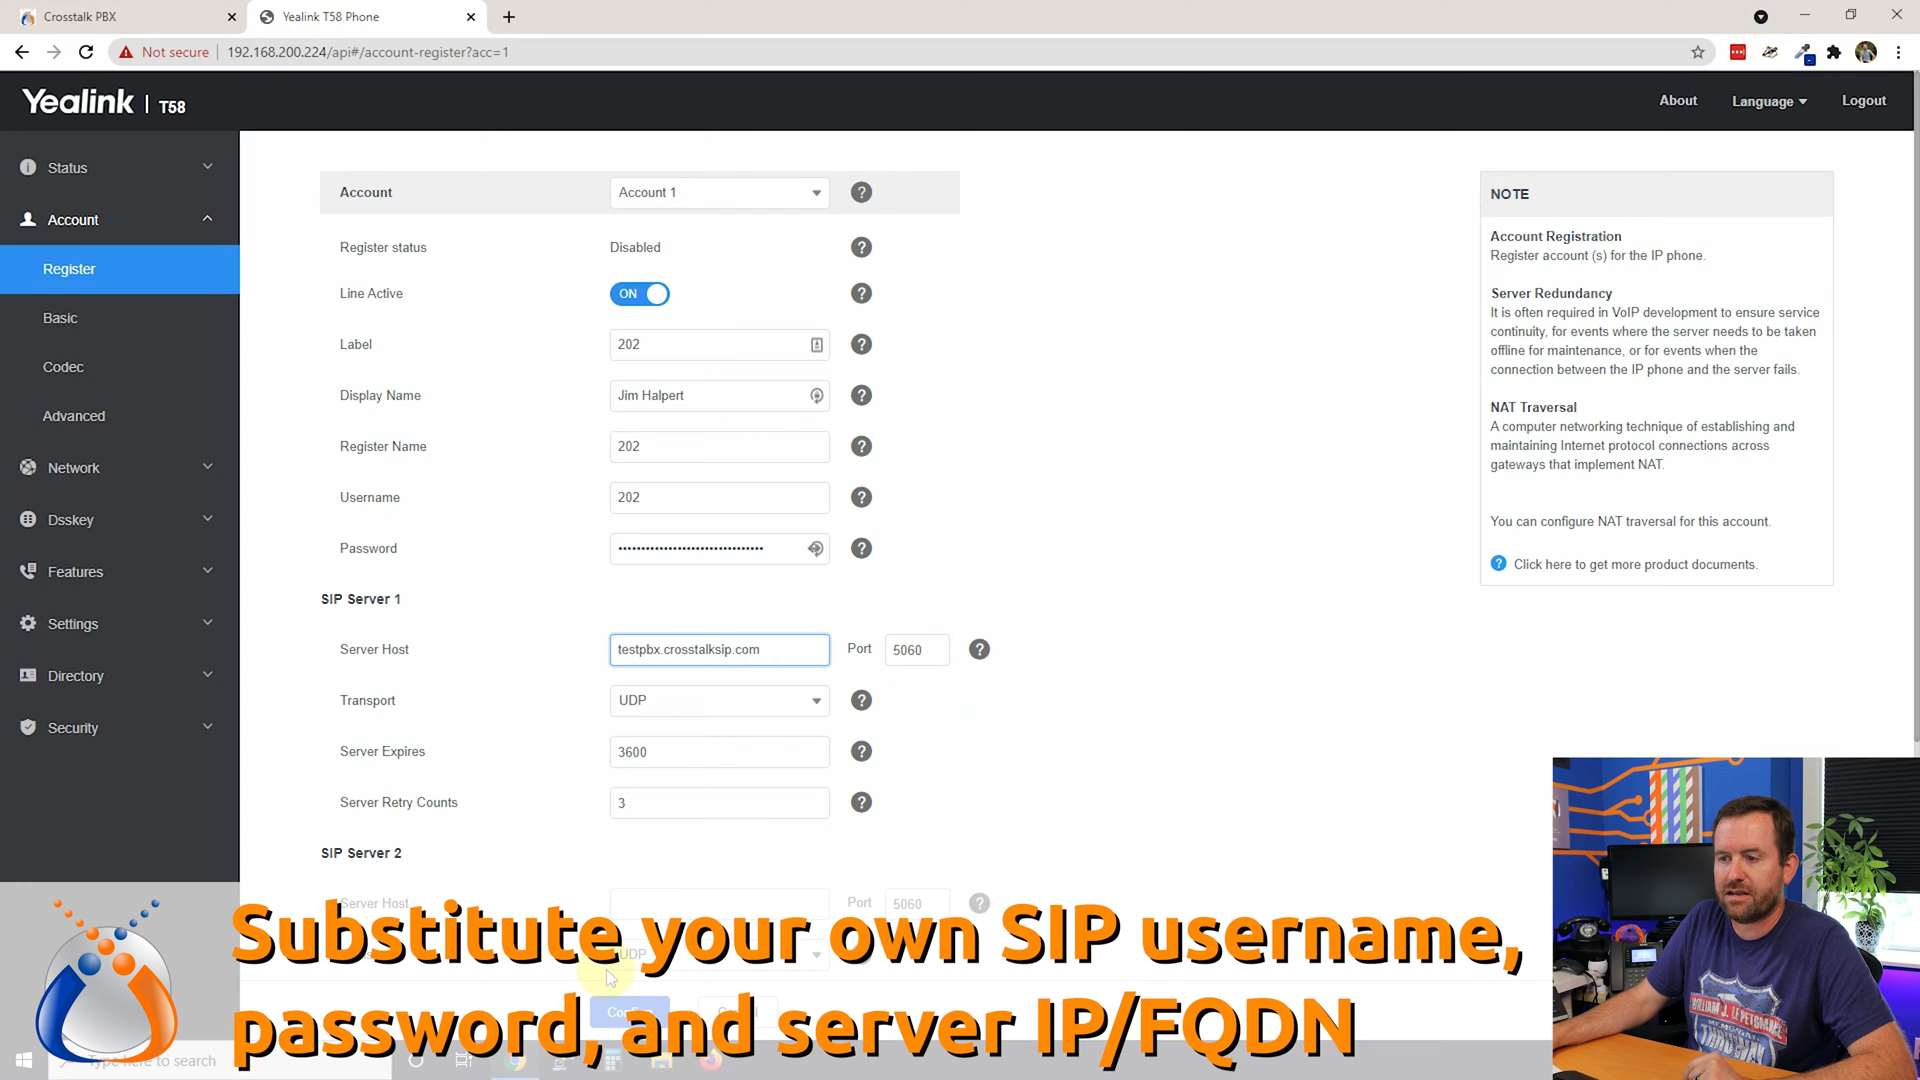 Crosstalk PBX
Yealink T58 Phone
Not secure
192.168.200.224/api#/account-register?acc=1
Yealink | T58
About
Language
Logout
Status
Account
Register
Basic
Codec
Advanced
Network
Dsskey
Features
Settings
Directory
Security
Account
Account 1
Register status
Disabled
Line Active
ON
Label
202
Display Name
Jim Halpert
Register Name
202
Username
202
Password
••••••••••••••••••••••••••••••••
SIP Server 1
Server Host
testpbx.crosstalksip.com
Port
5060
Transport
UDP
Server Expires
3600
Server Retry Counts
3
SIP Server 2
Server Host
Port
5060
UDP
NOTE
Account Registration
Register account (s) for the IP phone.
Server Redundancy
It is often required in VoIP development to ensure service
continuity, for events where the server needs to be taken
offline for maintenance, or for events when the
connection between the IP phone and the server fails.
NAT Traversal
A computer networking technique of establishing and
maintaining Internet protocol connections across
gateways that implement NAT.
You can configure NAT traversal for this account.
Click here to get more product documents.
Substitute your own SIP username,
password, and server IP/FQDN
Type here to search